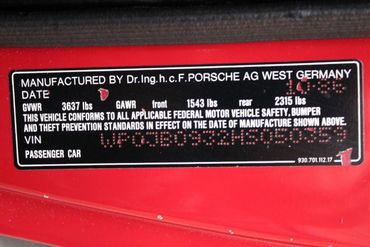 MANUFACTURED BY Dr.Ing.h.c.F.PORSCHE AG WEST GERMANY
DATE 10-86
GVWR 3637 lbs GAWR front 1543 lbs rear 2315 lbs
THIS VEHICLE CONFORMS TO ALL APPLICABLE FEDERAL MOTOR VEHICLE SAFETY, BUMPER
AND THEFT PREVENTION STANDARDS IN EFFECT ON THE DATE OF MANUFACTURE SHOWN ABOVE.
VIN WP0JB0932HS050353
PASSENGER CAR
930.701.112.17